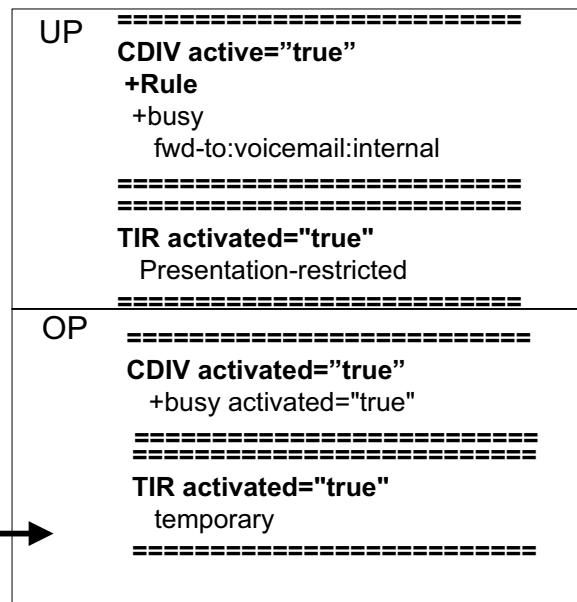 UP
==========================
CDIV active=”true”
+Rule
+busy
fwd-to:voicemail:internal
==========================
==========================
TIR activated="true"
Presentation-restricted
==========================
OP
==========================
CDIV activated=”true”
+busy activated="true"
==========================
==========================
TIR activated="true"
temporary
==========================